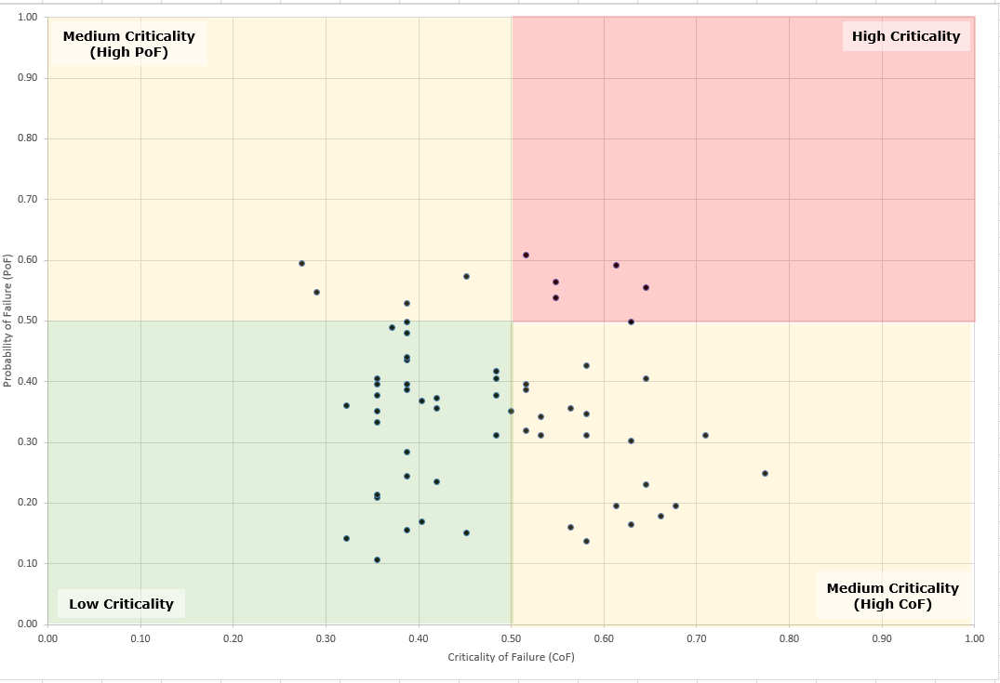 1.00
Medium Criticality
(High PoF)
High Criticality
0.90
0.80
0.70
0.60
0.50
0.40
0.30
0.20
0.10
0.00
Probability of Failure (PoF)
Low Criticality
Medium Criticality
(High CoF)
0.00 0.10 0.20 0.30 0.40 0.50 0.60 0.70 0.80 0.90 1.00
Criticality of Failure (CoF)